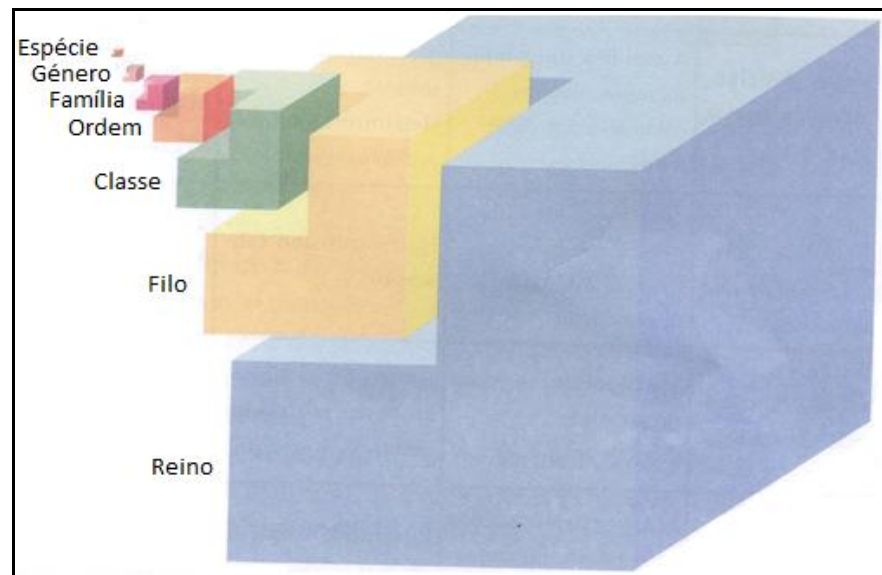 Espécie
Género
Família
Ordem
Classe
Filo
Reino